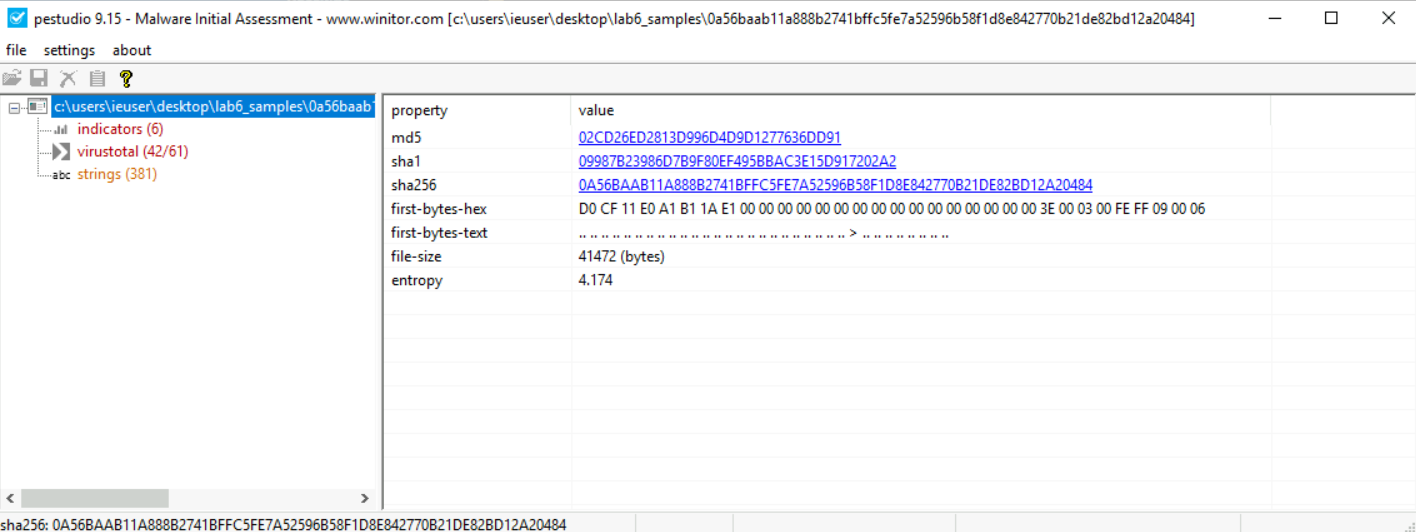 pestudio 9.15 - Malware Initial Assessment - www.winitor.com [c:\users\ieuser\desktop\lab6_samples\0a56baab11a888b2741bffc5fe7a52596b58f1d8e842770b21de82bd12a20484]
file settings about
c:\users\ieuser\desktop\lab6_samples\0a56baab1
indicators (6)
virustotal (42/61)
abc strings (381)
property value
md5 02CD26ED2813D996D4D9D1277636DD91
sha1 09987B23986D7B9F80EF495BBAC3E15D917202A2
sha256 0A56BAAB11A888B2741BFFC5FE7A52596B58F1D8E842770B21DE82BD12A20484
first-bytes-hex D0 CF 11 E0 A1 B1 1A E1 00 00 00 00 00 00 00 00 00 00 00 00 00 00 00 00 3E 00 03 00 FE FF 09 00 06
first-bytes-text .. .. .. .. .. .. .. .. .. .. .. .. .. .. .. .. .. .. .. .. .. .. .. .. > .. .. .. .. .. .. .. ..
file-size 41472 (bytes)
entropy 4.174
sha256: 0A56BAAB11A888B2741BFFC5FE7A52596B58F1D8E842770B21DE82BD12A20484